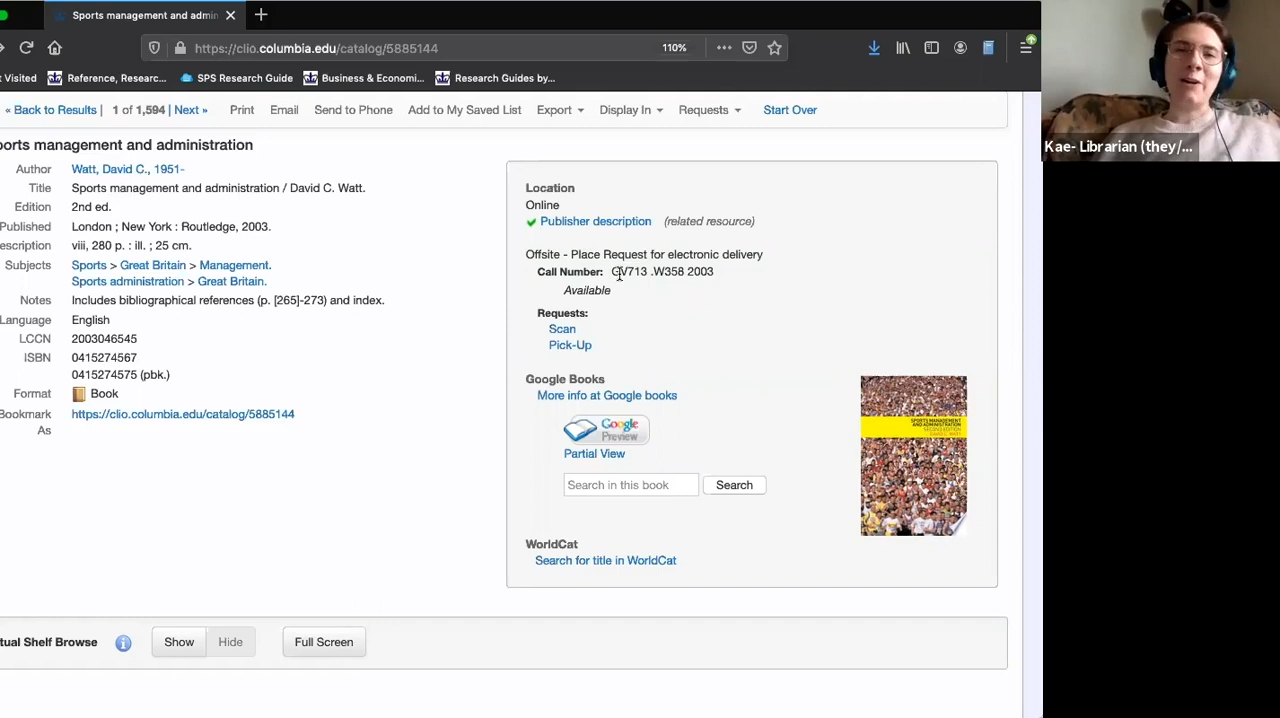 Sports management and admin
https://clio.columbia.edu/catalog/5885144
110%
t Visited
Reference, Researc...
SPS Research Guide
Business & Economi...
Research Guides by...
« Back to Results | 1 of 1,594 | Next »
Print
Email
Send to Phone
Add to My Saved List
Export
Display In
Requests
Start Over
Kae- Librarian (they/...
ports management and administration
Author Watt, David C., 1951-
Title Sports management and administration / David C. Watt.
Edition 2nd ed.
Published London ; New York : Routledge, 2003.
escription viii, 280 p. : ill. ; 25 cm.
Subjects Sports > Great Britain > Management.
Sports administration > Great Britain.
Notes Includes bibliographical references (p. [265]-273) and index.
Language English
LCCN 2003046545
ISBN 0415274567
0415274575 (pbk.)
Format Book
Bookmark https://clio.columbia.edu/catalog/5885144
As
Location
Online
Publisher description (related resource)
Offsite - Place Request for electronic delivery
Call Number: GV713 .W358 2003
Available
Requests:
Scan
Pick-Up
Google Books
More info at Google books
Google
Preview
Partial View
Search in this book
Search
SPORTS MANAGEMENT
AND ADMINISTRATION
SECOND EDITION
DAVID C. WATT
WorldCat
Search for title in WorldCat
tual Shelf Browse
Show
Hide
Full Screen